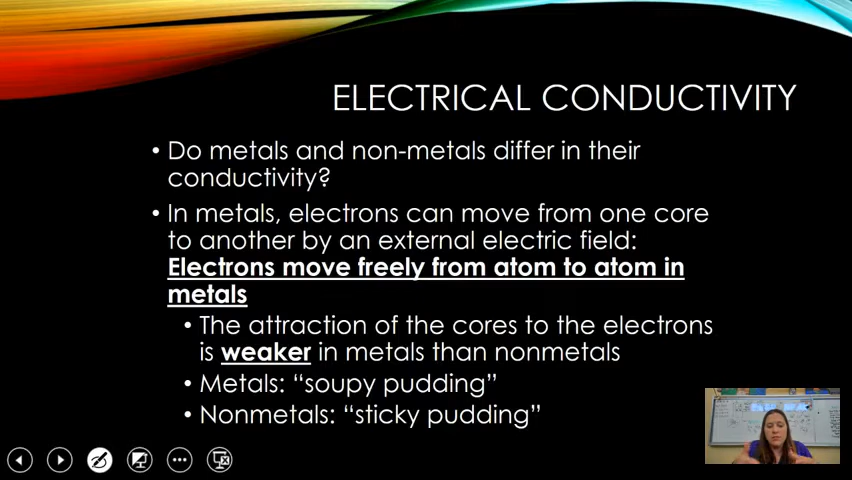 ELECTRICAL CONDUCTIVITY
• Do metals and non-metals differ in their
conductivity?
• In metals, electrons can move from one core
to another by an external electric field:
Electrons move freely from atom to atom in
metals
• The attraction of the cores to the electrons
is weaker in metals than nonmetals
• Metals: “soupy pudding”
• Nonmetals: “sticky pudding”